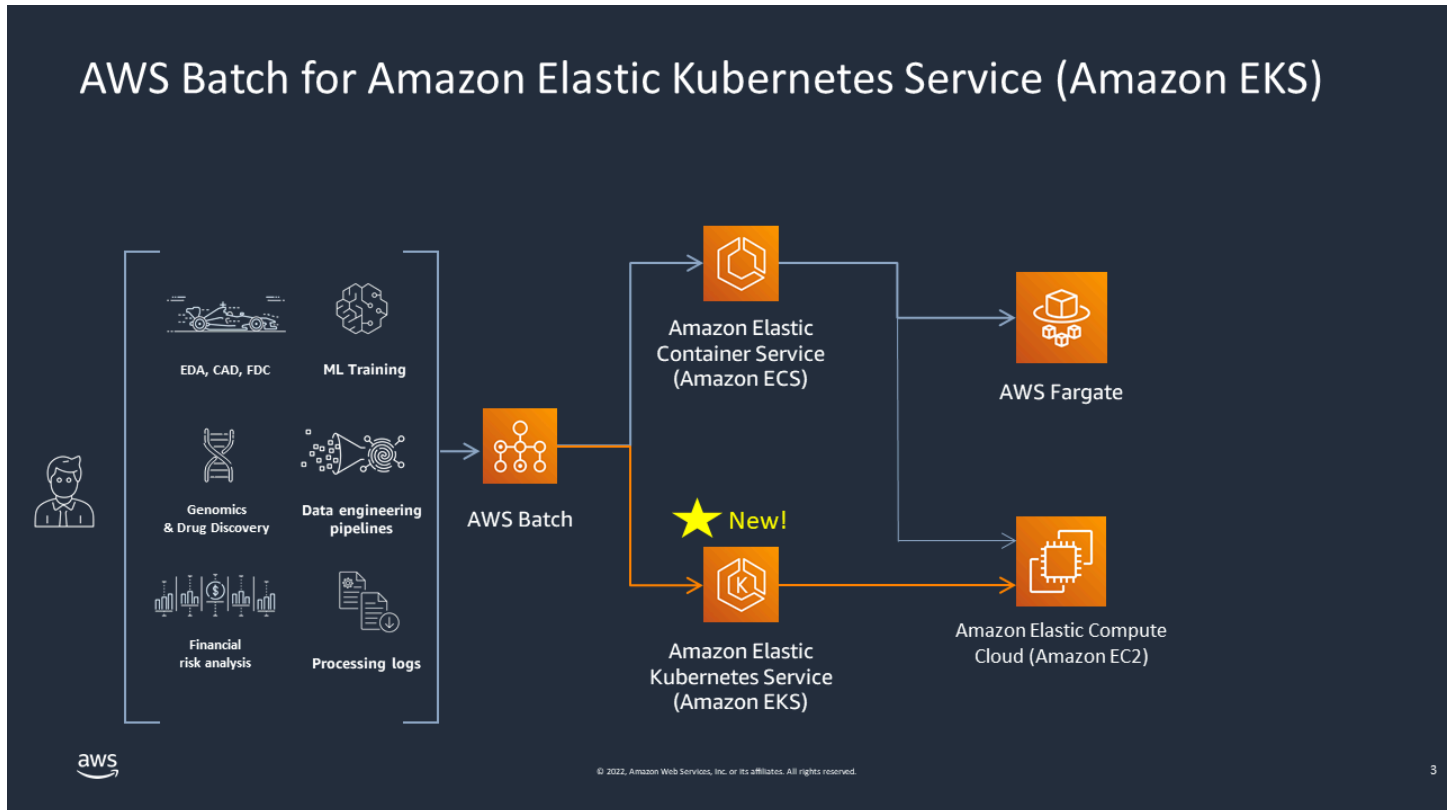 AWS Batch for Amazon Elastic Kubernetes Service (Amazon EKS)
EDA, CAD, FDC
ML Training
Genomics
& Drug Discovery
Data engineering
pipelines
Financial
risk analysis
Processing logs
$
AWS Batch
Amazon Elastic
Container Service
(Amazon ECS)
New!
K
Amazon Elastic
Kubernetes Service
(Amazon EKS)
AWS Fargate
Amazon Elastic Compute
Cloud (Amazon EC2)
aws
© 2022, Amazon Web Services, Inc. or its affiliates. All rights reserved.
3